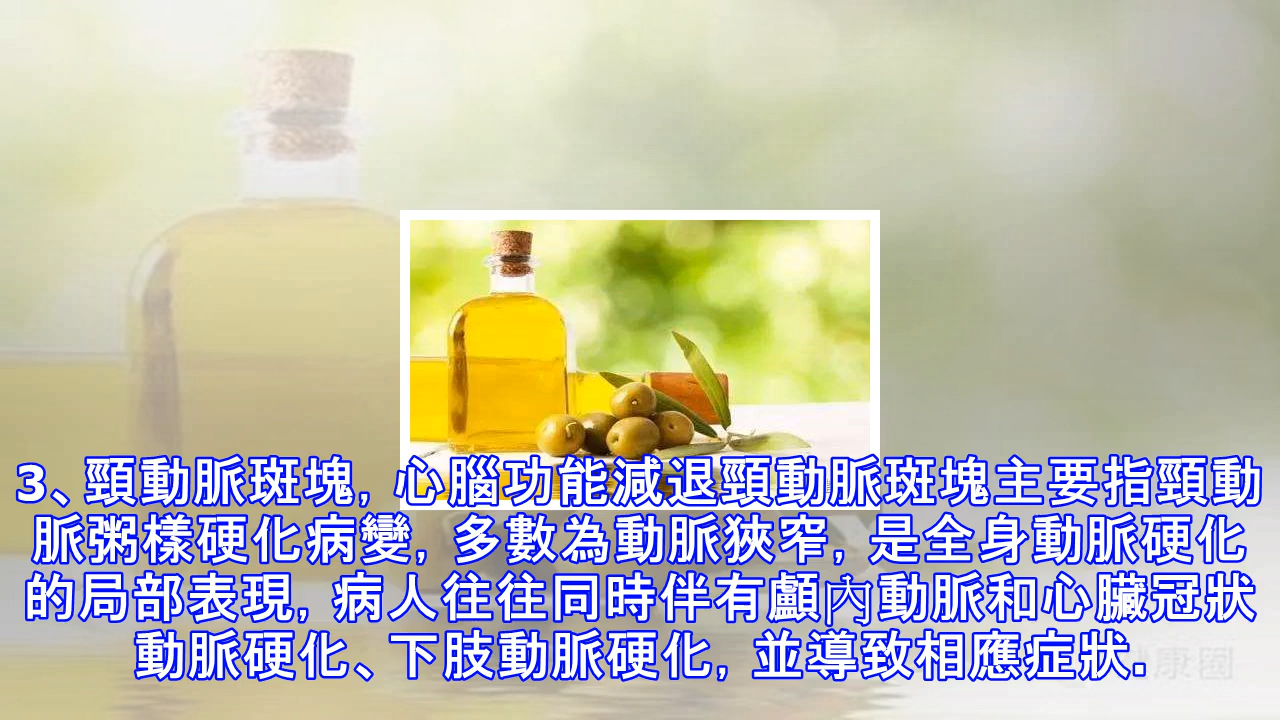 3、頸動脈斑塊, 心腦功能減退頸動脈斑塊主要指頸動
脈粥樣硬化病變, 多數為動脈狹窄, 是全身動脈硬化
的局部表現, 病人往往同時伴有顱內動脈和心臟冠狀
動脈硬化、下肢動脈硬化, 並導致相應症狀.
康圈